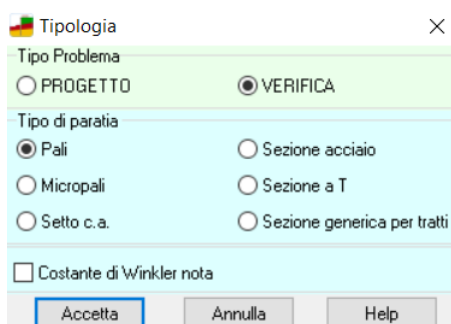 Tipologia
Tipo Problema
PROGETTO VERIFICA
Tipo di paratia
Pali Sezione acciaio
Micropali Sezione a T
Setto c.a. Sezione generica per tratti
Costante di Winkler nota
Accetta Annulla Help